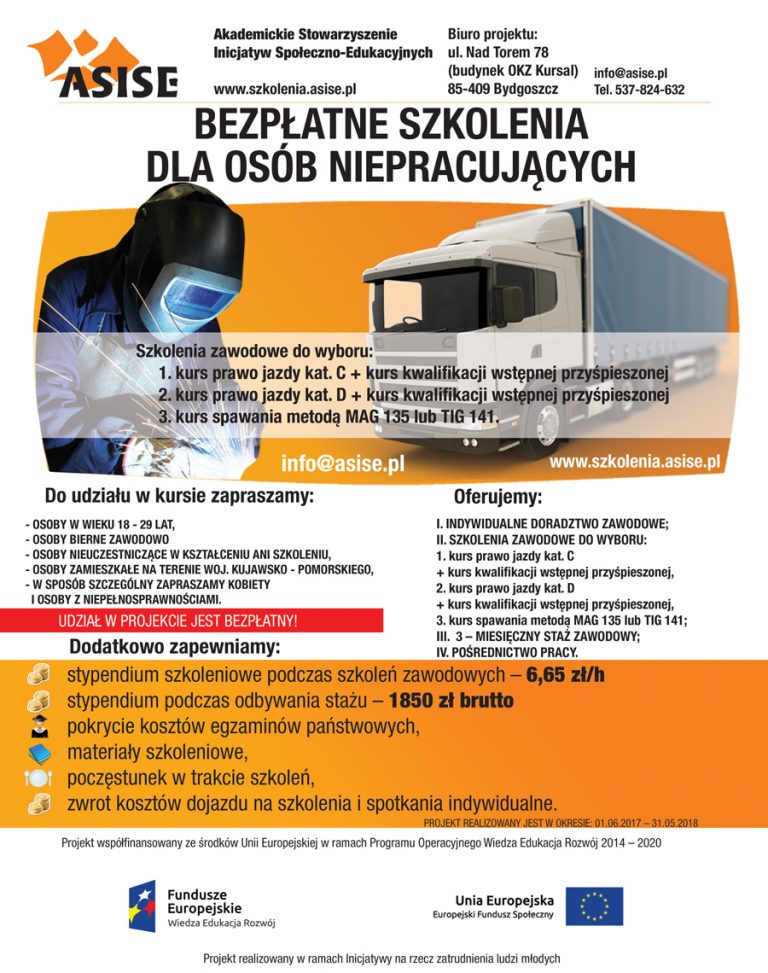 ASISE
Akademickie Stowarzyszenie
Inicjatyw Społeczno-Edukacyjnych
www.szkolenia.asise.pl
Biuro projektu:
ul. Nad Torem 78
(budynek OKZ Kursal)
85-409 Bydgoszcz
info@asise.pl
Tel. 537-824-632
BEZPŁATNE SZKOLENIA
DLA OSÓB NIEPRACUJĄCYCH
Szkolenia zawodowe do wyboru:
1. kurs prawo jazdy kat. C + kurs kwalifikacji wstępnej przyśpieszonej
2. kurs prawo jazdy kat. D + kurs kwalifikacji wstępnej przyśpieszonej
3. kurs spawania metodą MAG 135 lub TIG 141.
info@asise.pl
www.szkolenia.asise.pl
Do udziału w kursie zapraszamy:
- OSOBY W WIEKU 18 - 29 LAT,
- OSOBY BIERNE ZAWODOWO
- OSOBY NIEUCZESTNICZĄCE W KSZTAŁCENIU ANI SZKOLENIU,
- OSOBY ZAMIESZKAŁE NA TERENIE WOJ. KUJAWSKO - POMORSKIEGO,
- W SPOSÓB SZCZEGÓLNY ZAPRASZAMY KOBIETY
I OSOBY Z NIEPEŁNOSPRAWNOŚCIAMI.
UDZIAŁ W PROJEKCIE JEST BEZPŁATNY!
Oferujemy:
I. INDYWIDUALNE DORADZTWO ZAWODOWE;
II. SZKOLENIA ZAWODOWE DO WYBORU:
1. kurs prawo jazdy kat. C
+ kurs kwalifikacji wstępnej przyśpieszonej,
2. kurs prawo jazdy kat. D
+ kurs kwalifikacji wstępnej przyśpieszonej,
3. kurs spawania metodą MAG 135 lub TIG 141;
III. 3 – MIESIĘCZNY STAŻ ZAWODOWY;
IV. POŚREDNICTWO PRACY.
Dodatkowo zapewniamy:
stypendium szkoleniowe podczas szkoleń zawodowych – 6,65 zł/h
stypendium podczas odbywania stażu – 1850 zł brutto
pokrycie kosztów egzaminów państwowych,
materiały szkoleniowe,
poczęstunek w trakcie szkoleń,
zwrot kosztów dojazdu na szkolenia i spotkania indywidualne.
PROJEKT REALIZOWANY JEST W OKRESIE: 01.06.2017 – 31.05.2018
Projekt współfinansowany ze środków Unii Europejskiej w ramach Programu Operacyjnego Wiedza Edukacja Rozwój 2014 – 2020
Fundusze
Europejskie
Wiedza Edukacja Rozwój
Unia Europejska
Europejski Fundusz Społeczny
Projekt realizowany w ramach Inicjatywy na rzecz zatrudnienia ludzi młodych